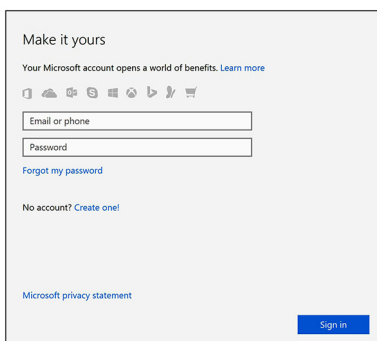 Make it yours
Your Microsoft account opens a world of benefits. Learn more
Email or phone
Password
Forgot my password
No account? Create one!
Microsoft privacy statement
Sign in